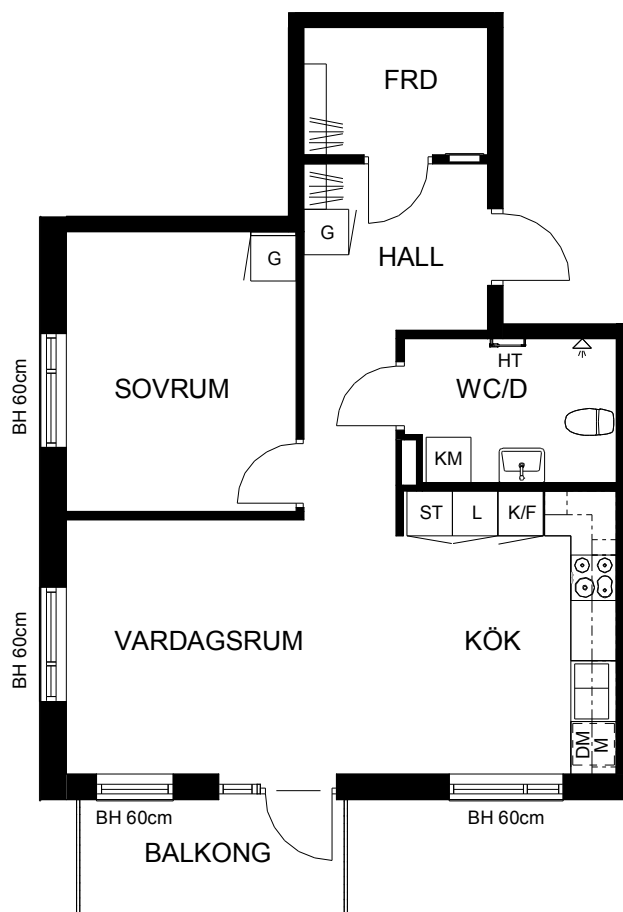 FRD
G
HALL
G
HT
SOVRUM
WC/D
BH 60cm
KM
ST
L
K/F
VARDAGSRUM
KÖK
BH 60cm
DM
M
BH 60cm
BH 60cm
BALKONG